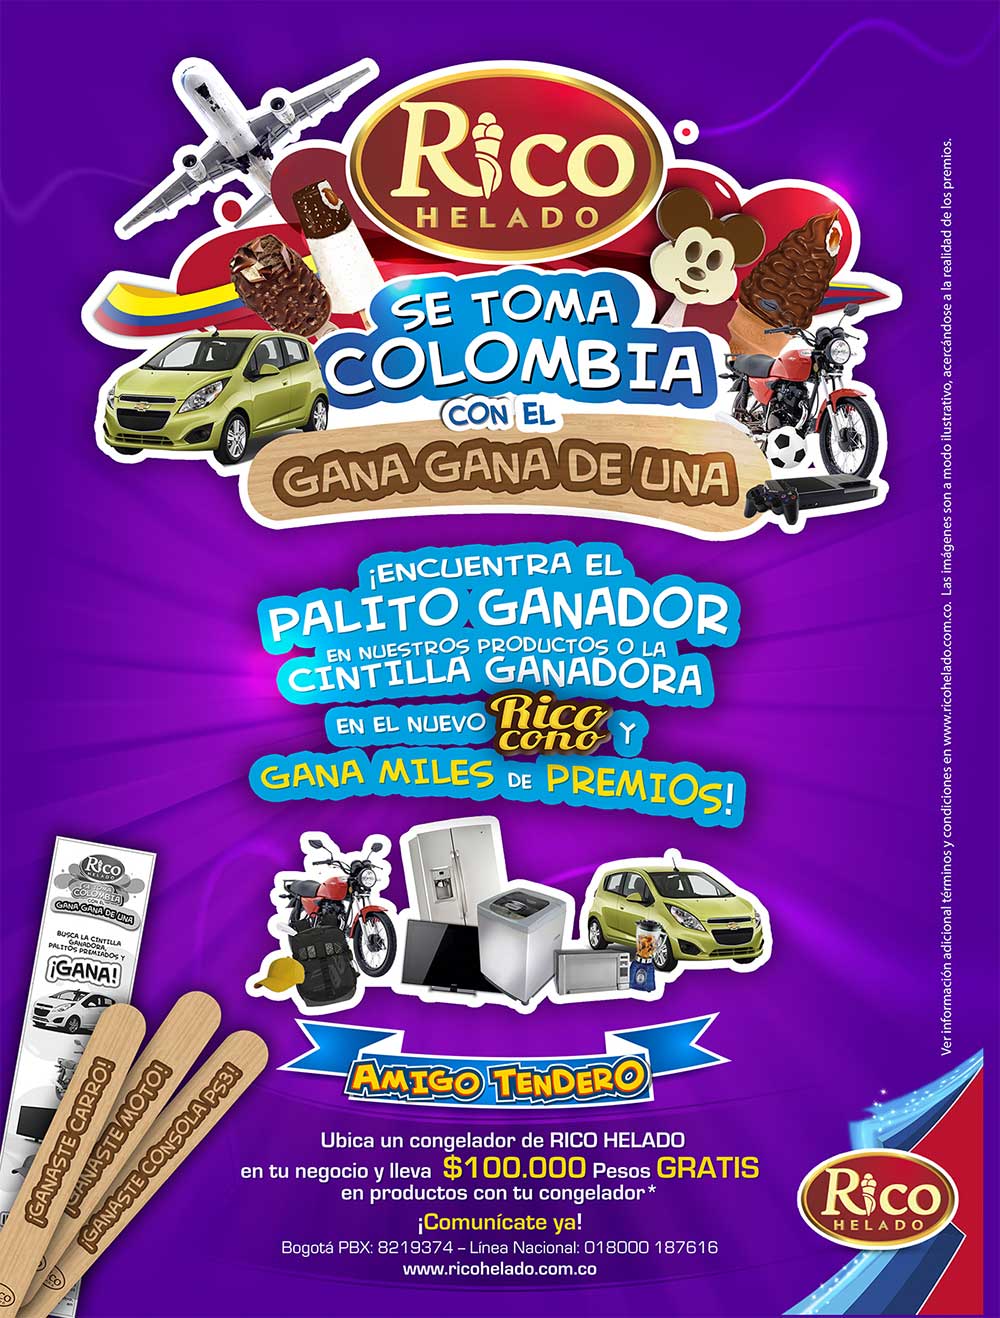 Rico
HELADO
SE TOMA
COLOMBIA
CON EL
GANA GANA DE UNA
¡ENCUENTRA EL
PALITO GANADOR
EN NUESTROS PRODUCTOS O LA
CINTILLA GANADORA
EN EL NUEVO Rico cono Y
GANA MILES DE PREMIOS!
Rico
HELADO
SE TOMA
COLOMBIA
CON EL
GANA GANA DE UNA
BUSCA LA CINTILLA
GANADORA,
PALITOS PREMIADOS Y
¡GANA!
¡GANASTE CARRO!
¡GANASTE MOTO!
¡GANASTE CONSOLA PS3!
AMIGO TENDERO
Ubica un congelador de RICO HELADO
en tu negocio y lleva $100.000 Pesos GRATIS
en productos con tu congelador*
¡Comunícate ya!
Bogotá PBX: 8219374 – Línea Nacional: 018000 187616
www.ricohelado.com.co
Rico
HELADO
Ver información adicional términos y condiciones en www.ricohelado.com.co. Las imágenes son a modo ilustrativo, acercándose a la realidad de los premios.